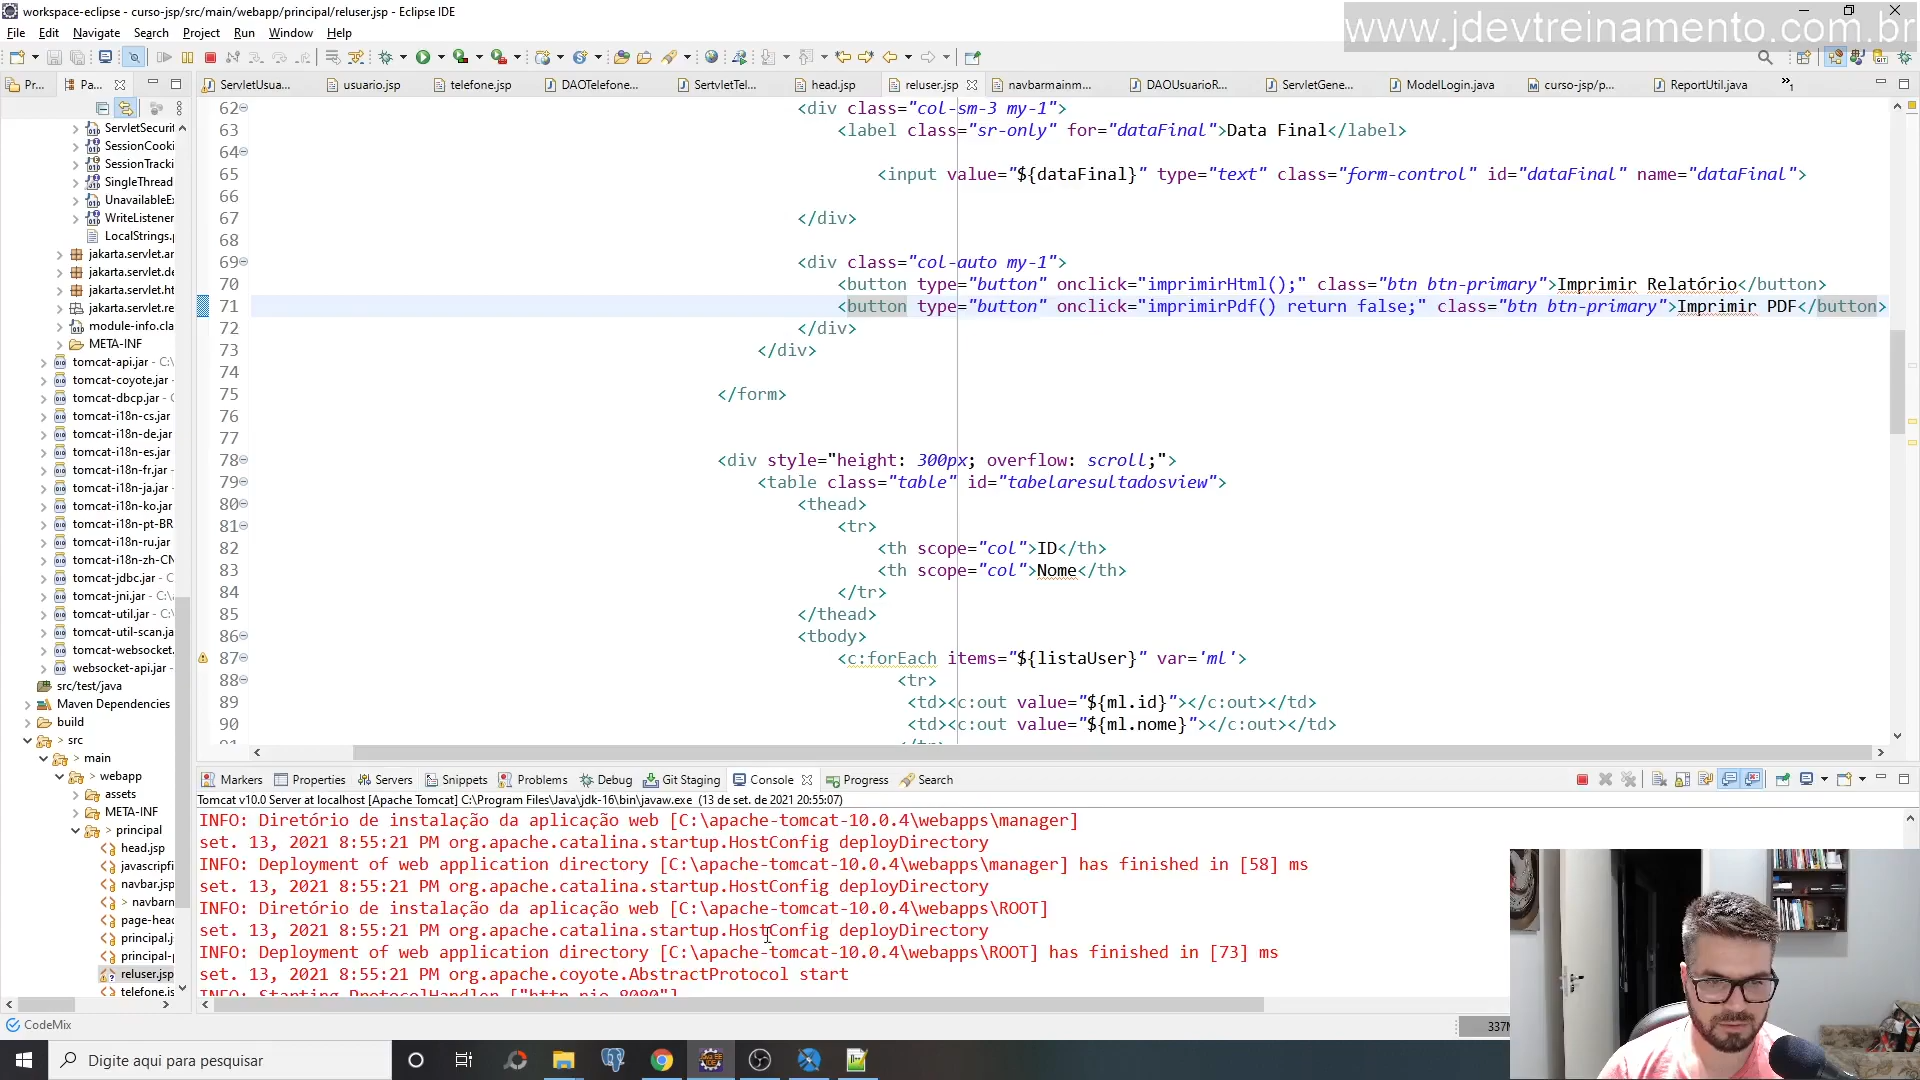 workspace-eclipse - curso-jsp/src/main/webapp/principal/reluser.jsp - Eclipse IDE
www.jdevtreinamento.com.br
File Edit Navigate Search Project Run Window Help
Pr... Pa...
ServletUsua... usuario.jsp telefone.jsp DAOTelefone... SertvletTel... head.jsp reluser.jsp navbarmainm... DAOUsuarioR... ServletGene... ModelLogin.java curso-jsp/p... ReportUtil.java »1
ServletSecurit
SessionCooki
SessionTracki
SingleThread
UnavailableEx
WriteListener
LocalStrings.p
jakarta.servlet.ar
jakarta.servlet.de
jakarta.servlet.ht
jakarta.servlet.re
module-info.cla
META-INF
tomcat-api.jar - C:\
tomcat-coyote.jar -
tomcat-dbcp.jar - C
tomcat-i18n-cs.jar
tomcat-i18n-de.jar
tomcat-i18n-es.jar
tomcat-i18n-fr.jar
tomcat-i18n-ja.jar
tomcat-i18n-ko.jar
tomcat-i18n-pt-BR
tomcat-i18n-ru.jar
tomcat-i18n-zh-CN
tomcat-jdbc.jar - C
tomcat-jni.jar - C:\
tomcat-util.jar - C:\
tomcat-util-scan.ja
tomcat-websocket.
websocket-api.jar -
src/test/java
Maven Dependencies
build
> src
> main
> webapp
assets
META-INF
> principal
head.jsp
javascripfi
navbar.jsp
> navbarn
page-head
principal.j
principal-p
reluser.jsp
telefone.js
62 <div class="col-sm-3 my-1">
63 <label class="sr-only" for="dataFinal">Data Final</label>
64
65 <input value="${dataFinal}" type="text" class="form-control" id="dataFinal" name="dataFinal">
66
67 </div>
68
69 <div class="col-auto my-1">
70 <button type="button" onclick="imprimirHtml();" class="btn btn-primary">Imprimir Relatório</button>
71 <button type="button" onclick="imprimirPdf() return false;" class="btn btn-primary">Imprimir PDF</button>
72 </div>
73 </div>
74
75 </form>
76
77
78 <div style="height: 300px; overflow: scroll;">
79 <table class="table" id="tabelaresultadosview">
80 <thead>
81 <tr>
82 <th scope="col">ID</th>
83 <th scope="col">Nome</th>
84 </tr>
85 </thead>
86 <tbody>
87 <c:forEach items="${listaUser}" var='ml'>
88 <tr>
89 <td><c:out value="${ml.id}"></c:out></td>
90 <td><c:out value="${ml.nome}"></c:out></td>
91 </tr>
Markers Properties Servers Snippets Problems Debug Git Staging Console Progress Search
Tomcat v10.0 Server at localhost [Apache Tomcat] C:\Program Files\Java\jdk-16\bin\javaw.exe (13 de set. de 2021 20:55:07)
INFO: Diretório de instalação da aplicação web [C:\apache-tomcat-10.0.4\webapps\manager]
set. 13, 2021 8:55:21 PM org.apache.catalina.startup.HostConfig deployDirectory
INFO: Deployment of web application directory [C:\apache-tomcat-10.0.4\webapps\manager] has finished in [58] ms
set. 13, 2021 8:55:21 PM org.apache.catalina.startup.HostConfig deployDirectory
INFO: Diretório de instalação da aplicação web [C:\apache-tomcat-10.0.4\webapps\ROOT]
set. 13, 2021 8:55:21 PM org.apache.catalina.startup.HostConfig deployDirectory
INFO: Deployment of web application directory [C:\apache-tomcat-10.0.4\webapps\ROOT] has finished in [73] ms
set. 13, 2021 8:55:21 PM org.apache.coyote.AbstractProtocol start
INFO: Starting ProtocolHandler ["http-nio-8080"]
CodeMix
337M
Digite aqui para pesquisar